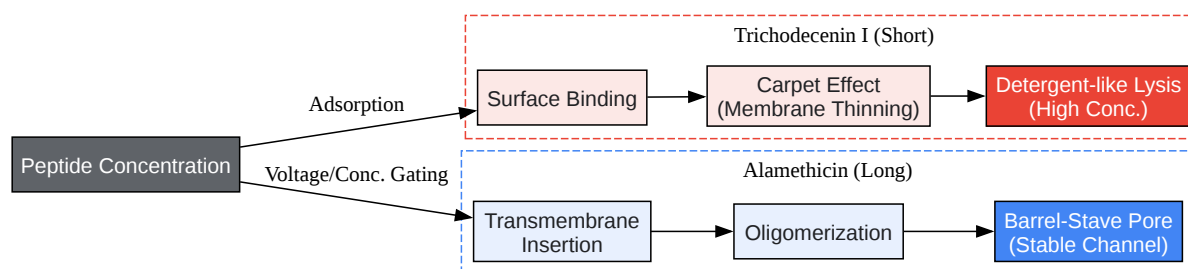 Trichodecenin I (Short)
Surface Binding
Carpet Effect
(Membrane Thinning)
Detergent-like Lysis
(High Conc.)
Adsorption
Peptide Concentration
Voltage/Conc. Gating
Alamethicin (Long)
Transmembrane
Insertion
Oligomerization
Barrel-Stave Pore
(Stable Channel)